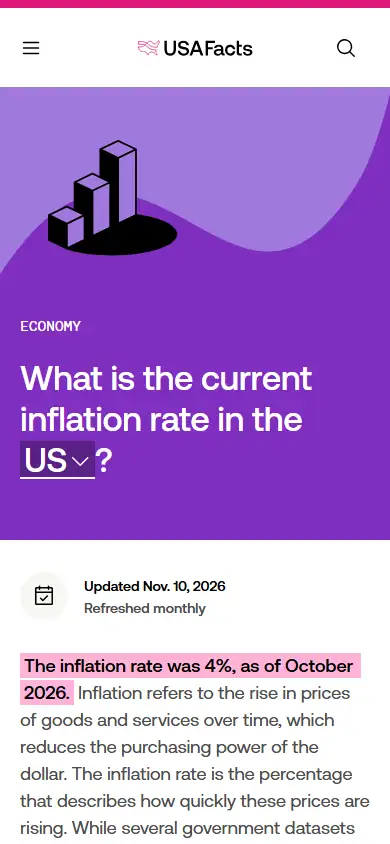 USAFacts
ECONOMY
What is the current
inflation rate in the
US ?
Updated Nov. 10, 2026
Refreshed monthly
The inflation rate was 4%, as of October
2026. Inflation refers to the rise in prices
of goods and services over time, which
reduces the purchasing power of the
dollar. The inflation rate is the percentage
that describes how quickly these prices are
rising. While several government datasets